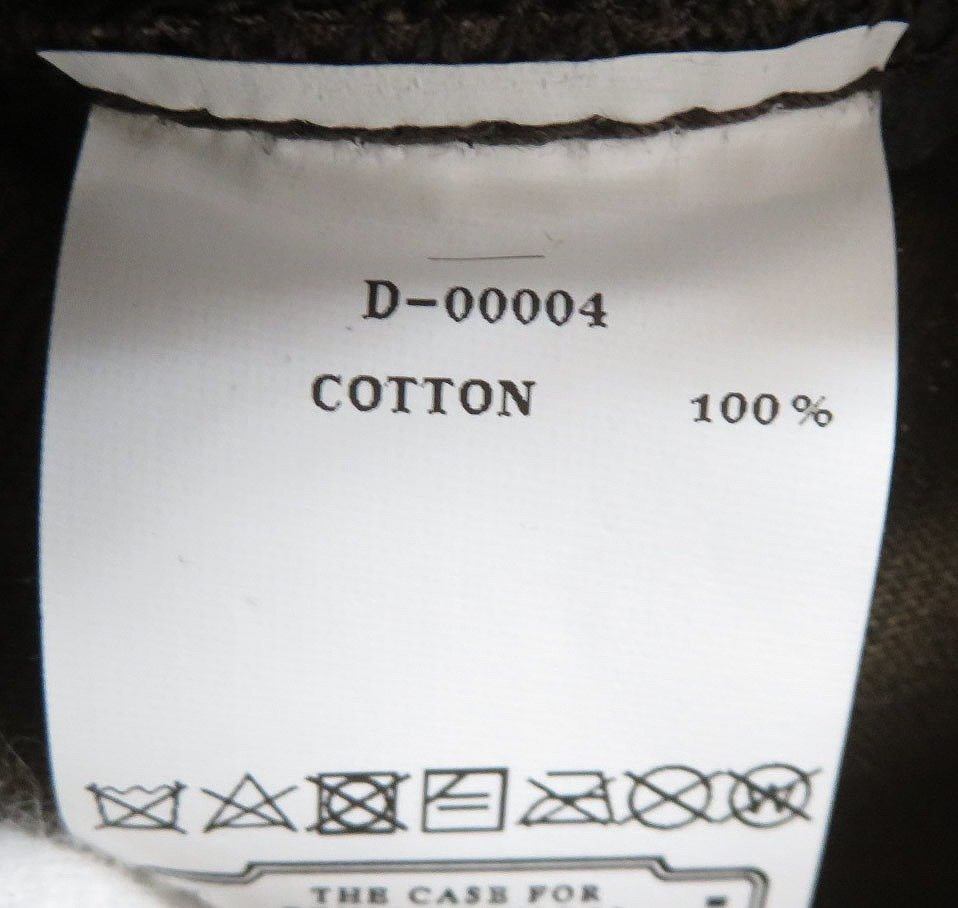 D-00004
COTTON 100%
W
THE CASE FOR